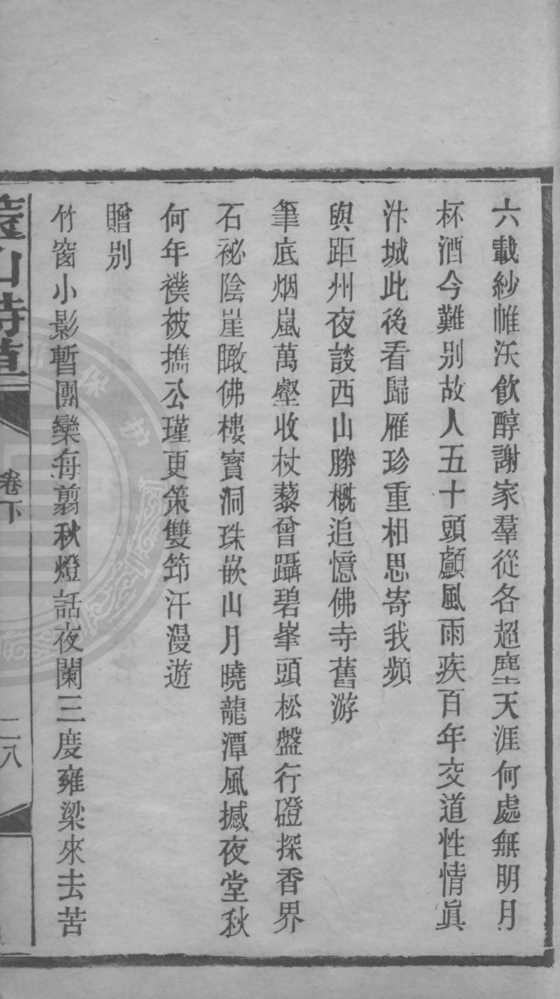 六載紗帷沃飲醇謝家羣從各超塵天涯何處無明月
杯酒今難别故人五十頭顱風雨疾百年交道性情眞
汴城此後看歸雁珍重相思寄我頻
與距州夜談西山勝概追憶佛寺舊游
筆底烟嵐萬壑收杖藜曾躡碧峯頭松盤行磴探香界
石祕陰崖瞰佛樓寳洞珠嵌山月曉龍潭風撼夜堂秋
何年襆被擕公瑾更策雙筇汗漫遊
贈别
竹窗小影暫團欒每翦秋燈話夜闌三度雍梁來去苦
卷下
二八